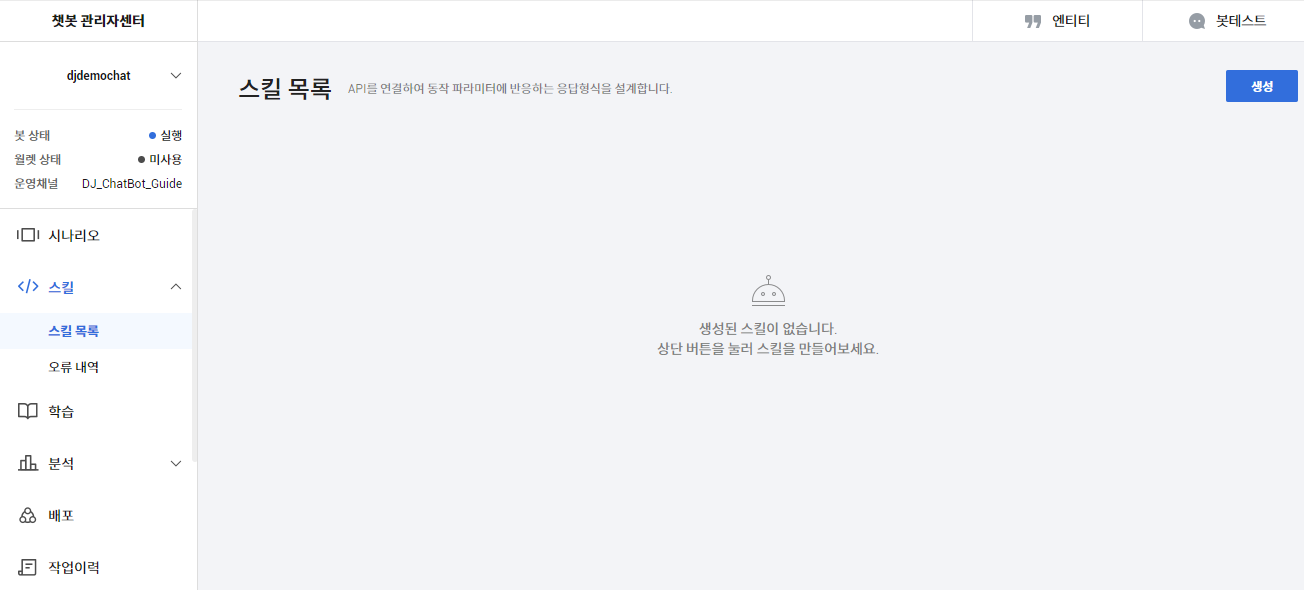 챗봇 관리자센터
엔티티
봇테스트
djdemochat
봇 상태
실행
월렛 상태
미사용
운영채널
DJ_ChatBot_Guide
시나리오
스킬
스킬 목록
오류 내역
학습
분석
배포
작업이력
스킬 목록
API를 연결하여 동작 파라미터에 반응하는 응답형식을 설계합니다.
생성
생성된 스킬이 없습니다.
상단 버튼을 눌러 스킬을 만들어보세요.